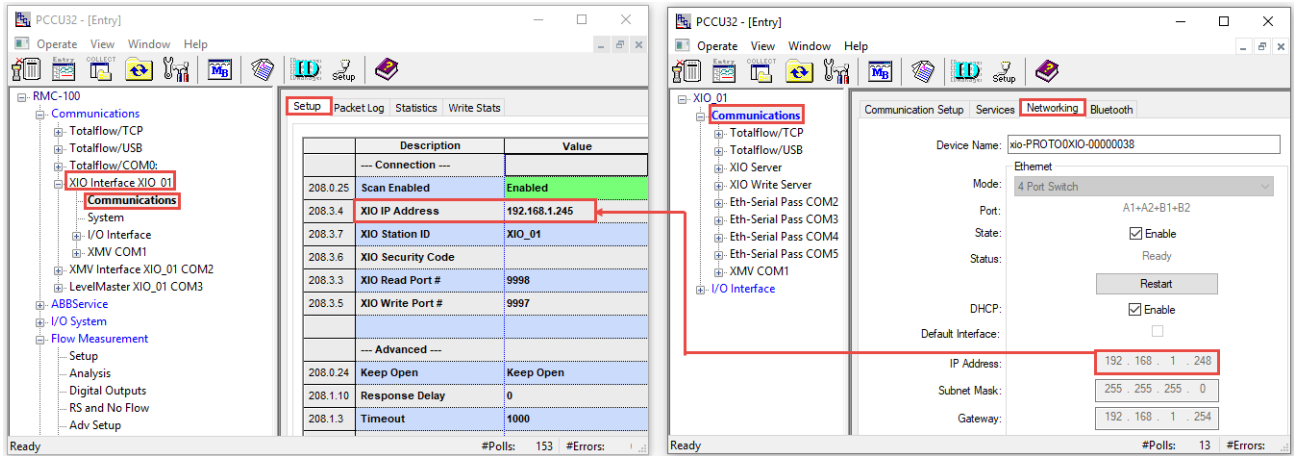 PCCU32 - [Entry]
Operate View Window Help
Entry COLLECT MB ID Manager Setup
RMC-100
Communications
Totalflow/TCP
Totalflow/USB
Totalflow/COM0:
XIO Interface XIO_01
Communications
System
I/O Interface
XMV COM1
XMV Interface XIO_01 COM2
LevelMaster XIO_01 COM3
ABBService
I/O System
Flow Measurement
Setup
Analysis
Digital Outputs
RS and No Flow
Adv Setup
Setup Packet Log Statistics Write Stats
Description Value
--- Connection ---
208.0.25 Scan Enabled Enabled
208.3.4 XIO IP Address 192.168.1.245
208.3.7 XIO Station ID XIO_01
208.3.6 XIO Security Code
208.3.3 XIO Read Port # 9998
208.3.5 XIO Write Port # 9997
--- Advanced ---
208.0.24 Keep Open Keep Open
208.1.10 Response Delay 0
208.1.3 Timeout 1000
Ready #Polls: 153 #Errors:
PCCU32 - [Entry]
Operate View Window Help
Entry COLLECT MB ID Manager Setup
XIO_01
Communications
Totalflow/TCP
Totalflow/USB
XIO Server
XIO Write Server
Eth-Serial Pass COM2
Eth-Serial Pass COM3
Eth-Serial Pass COM4
Eth-Serial Pass COM5
XMV COM1
I/O Interface
Communication Setup Services Networking Bluetooth
Device Name: xio-PROTO0XIO-00000038
Ethernet
Mode: 4 Port Switch
Port: A1+A2+B1+B2
State: Enable
Status: Ready
Restart
DHCP: Enable
Default Interface:
IP Address: 192 . 168 . 1 . 248
Subnet Mask: 255 . 255 . 255 . 0
Gateway: 192 . 168 . 1 . 254
Ready #Polls: 13 #Errors: